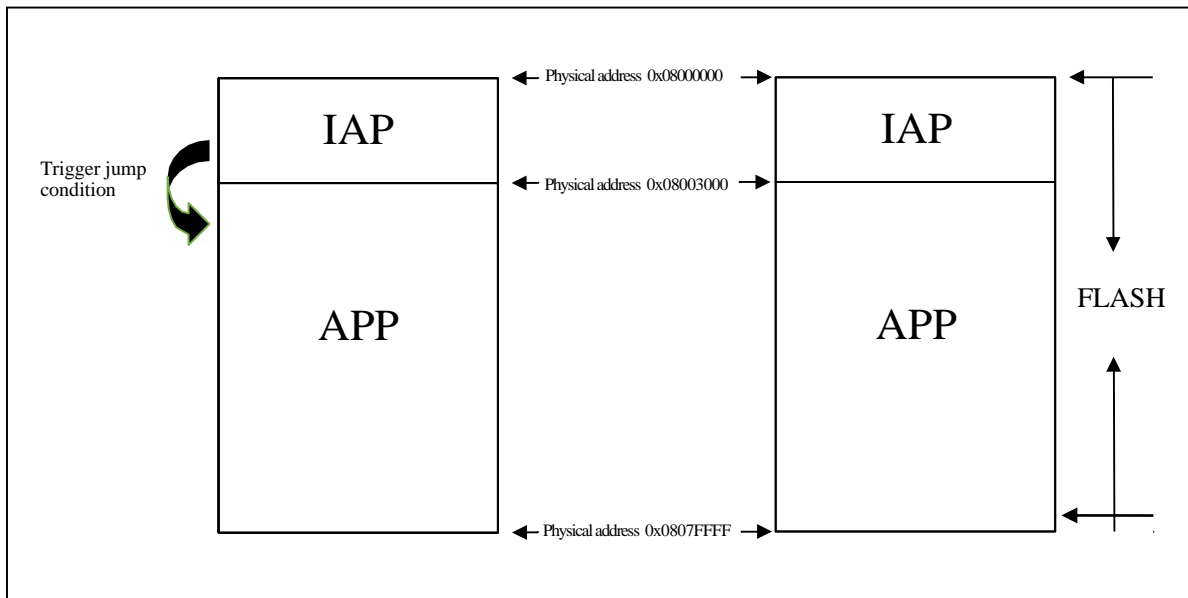 Physical address 0x08000000
IAP
IAP
Trigger jump
condition
Physical address 0x08003000
APP
APP
FLASH
Physical address 0x0807FFFF